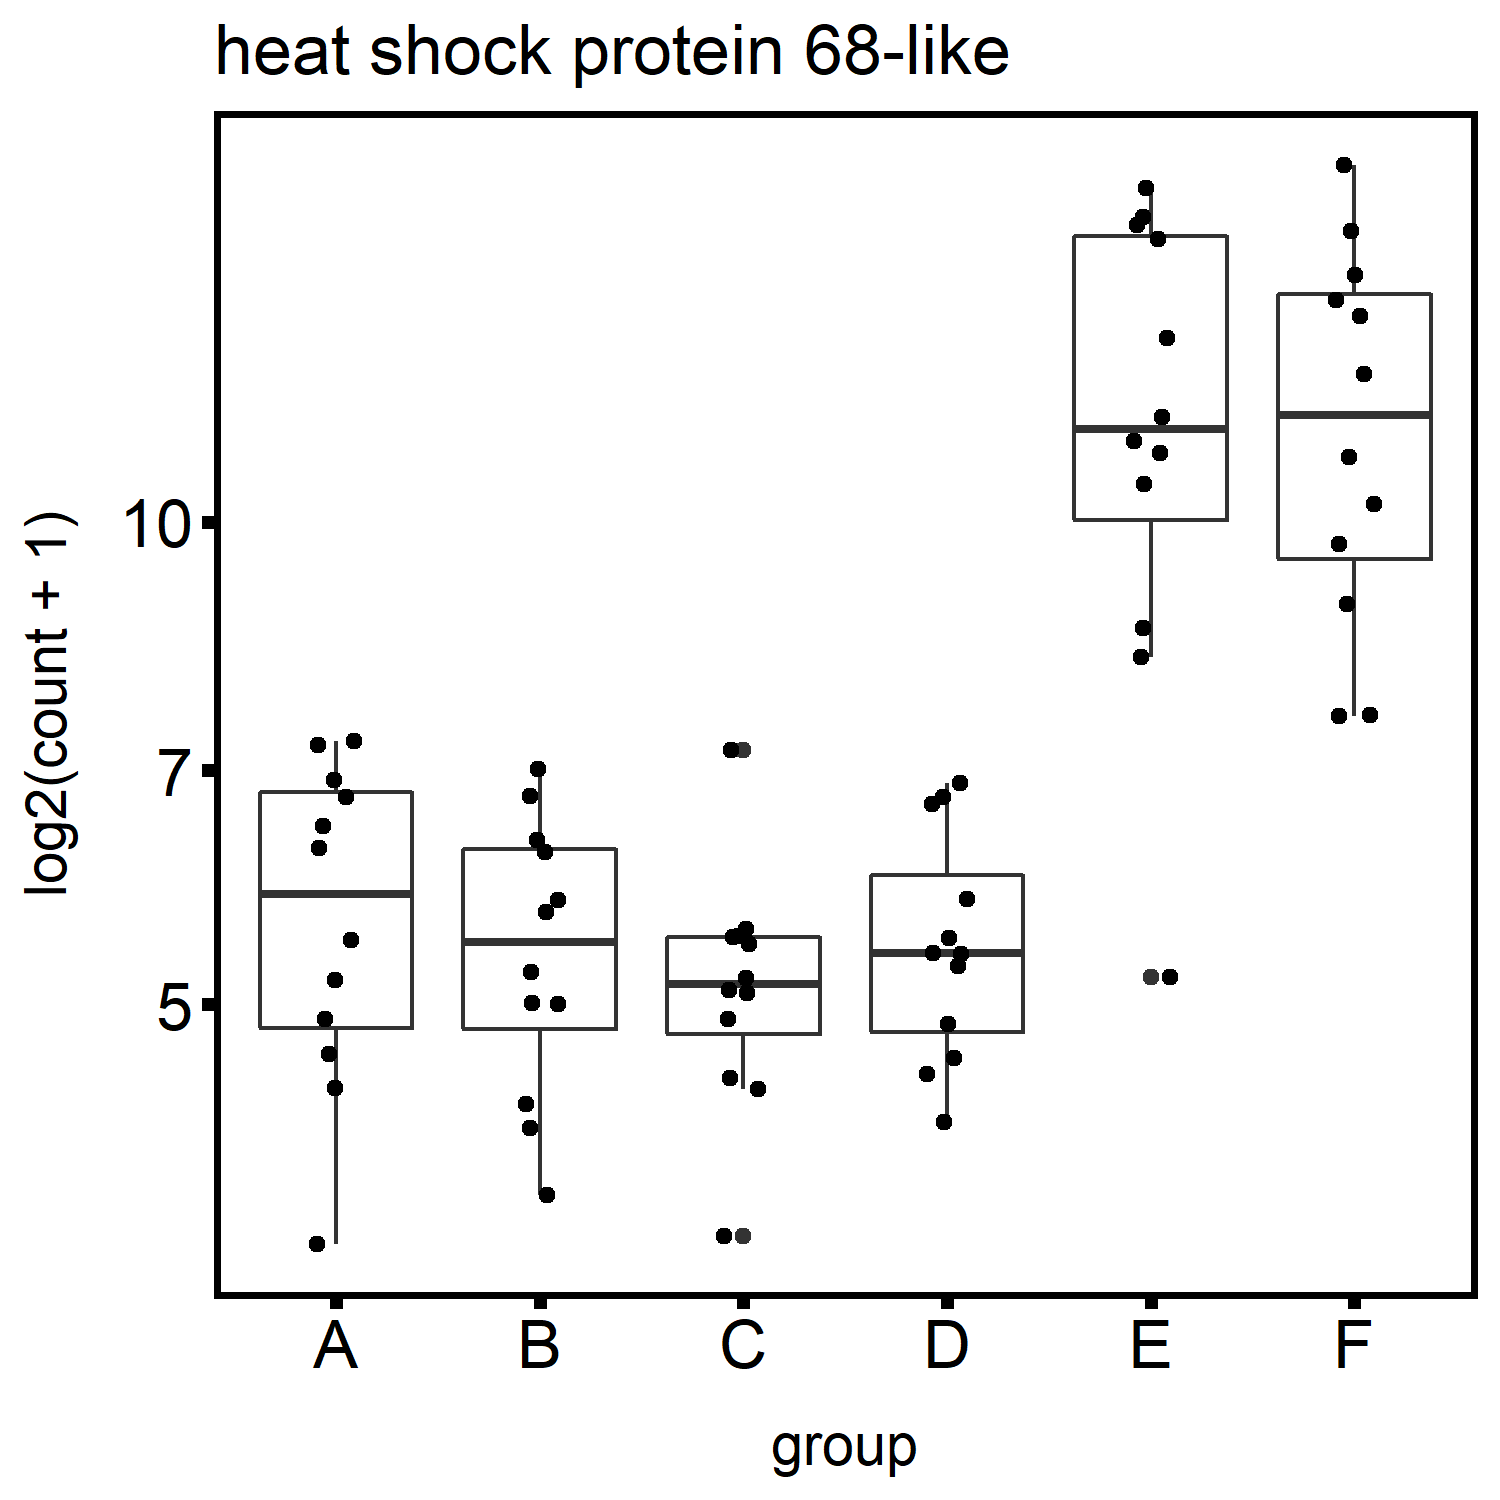 heat shock protein 68-like
log2(count + 1)
10
7
5
A B C D E F
group